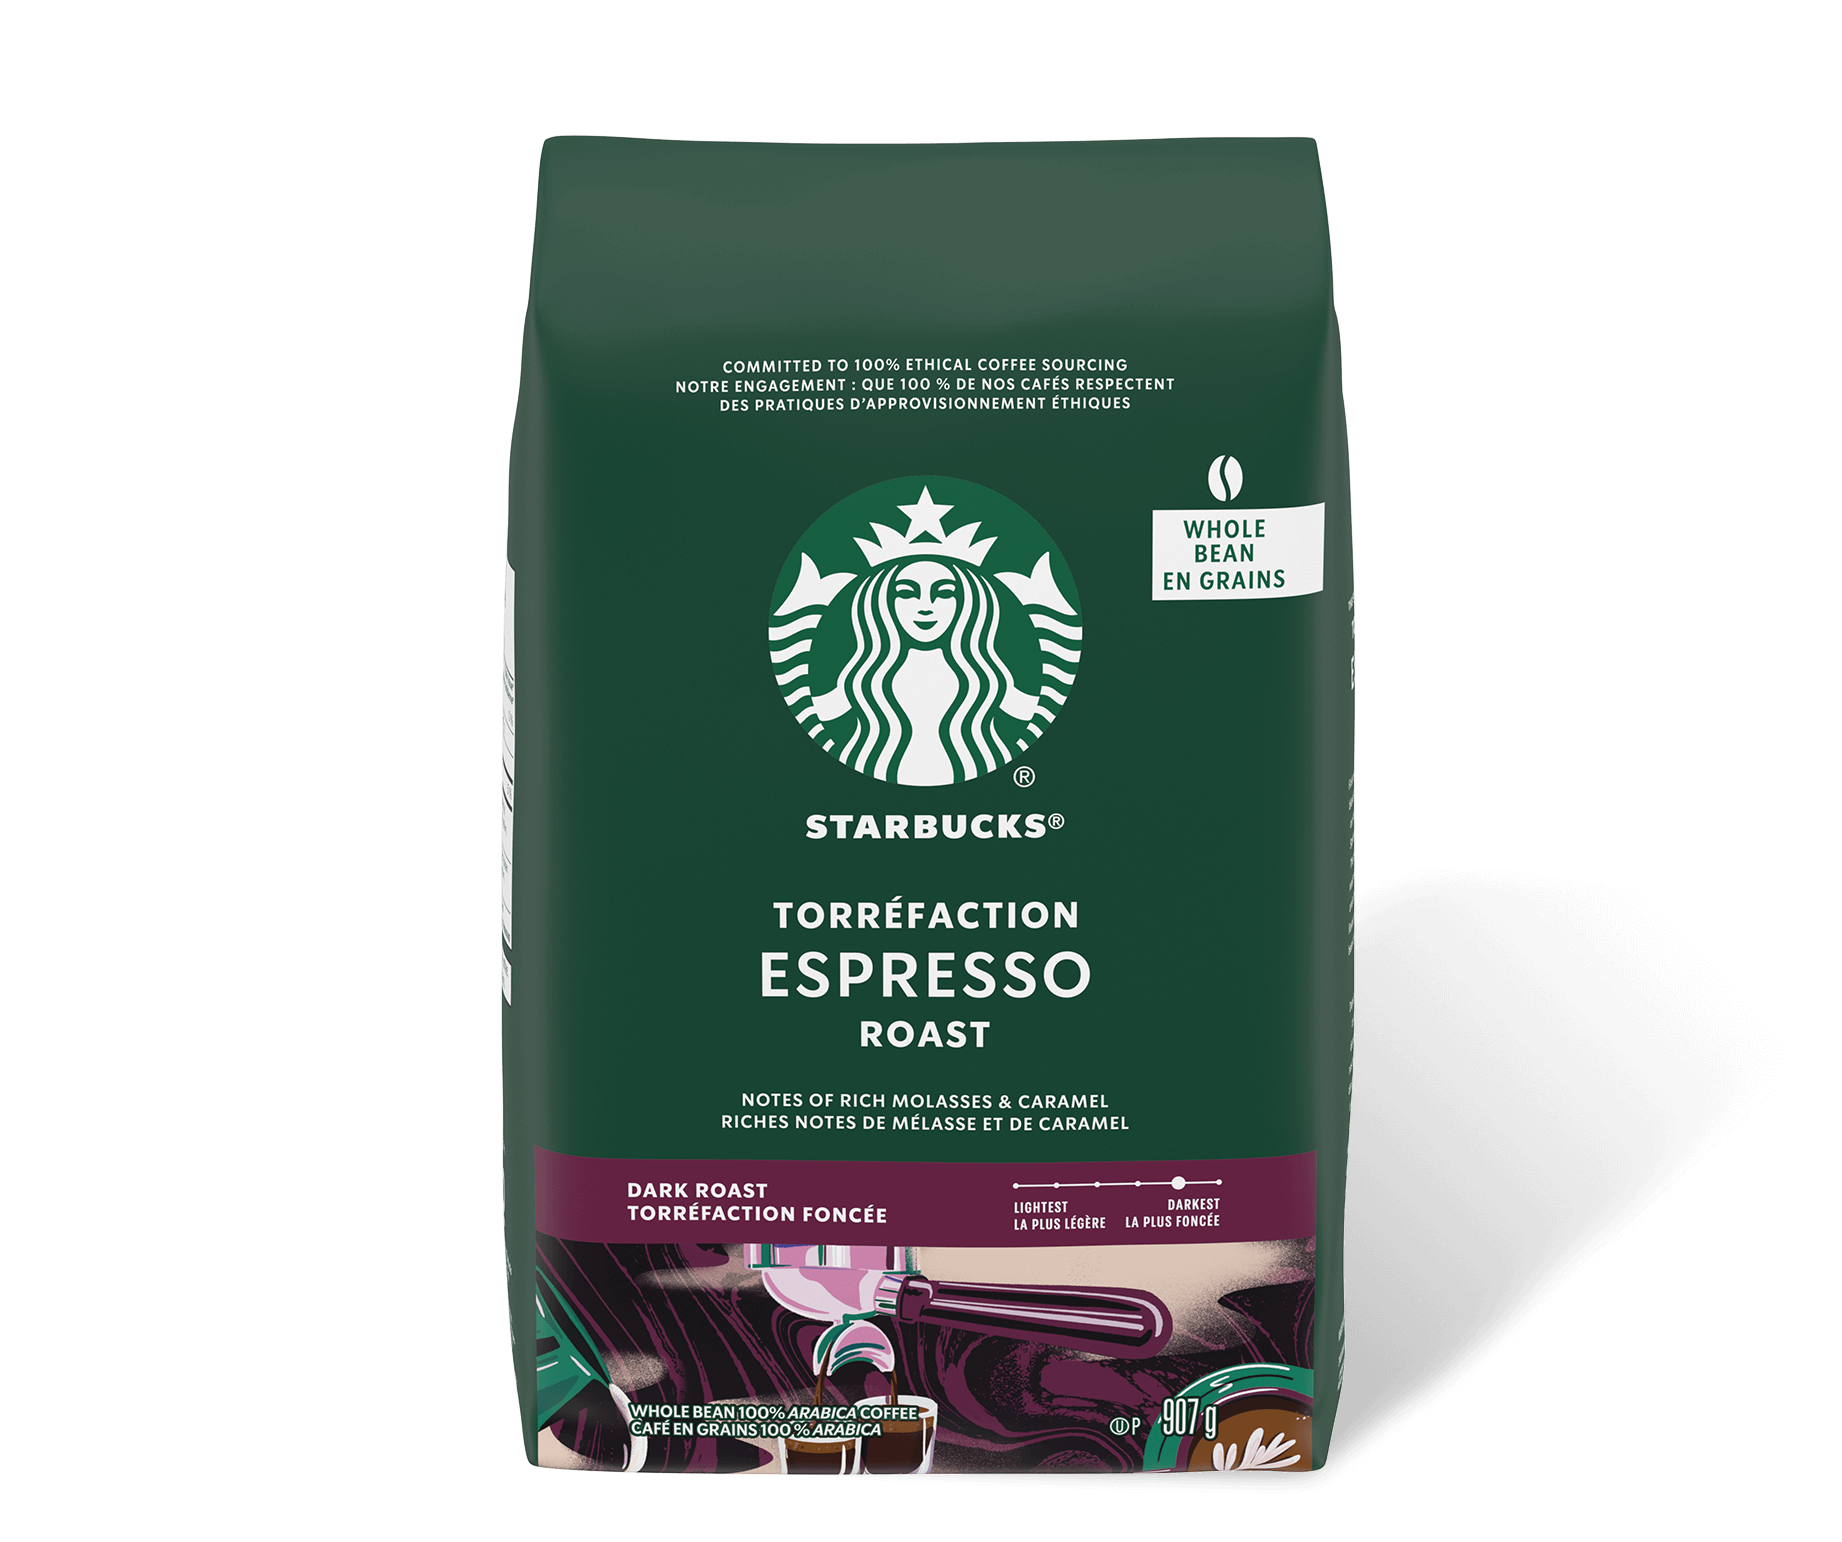 COMMITTED TO 100% ETHICAL COFFEE SOURCING
NOTRE ENGAGEMENT : QUE 100 % DE NOS CAFÉS RESPECTENT
DES PRATIQUES D'APPROVISIONNEMENT ÉTHIQUES
WHOLE
BEAN
EN GRAINS
®
STARBUCKS®
TORRÉFACTION
ESPRESSO
ROAST
NOTES OF RICH MOLASSES & CARAMEL
RICHES NOTES DE MÉLASSE ET DE CARAMEL
DARK ROAST
TORRÉFACTION FONCÉE
LIGHTEST
LA PLUS LÉGÈRE
DARKEST
LA PLUS FONCÉE
WHOLE BEAN 100% ARABICA COFFEE
CAFÉ EN GRAINS 100 % ARABICA
Ⓤ P
907 g